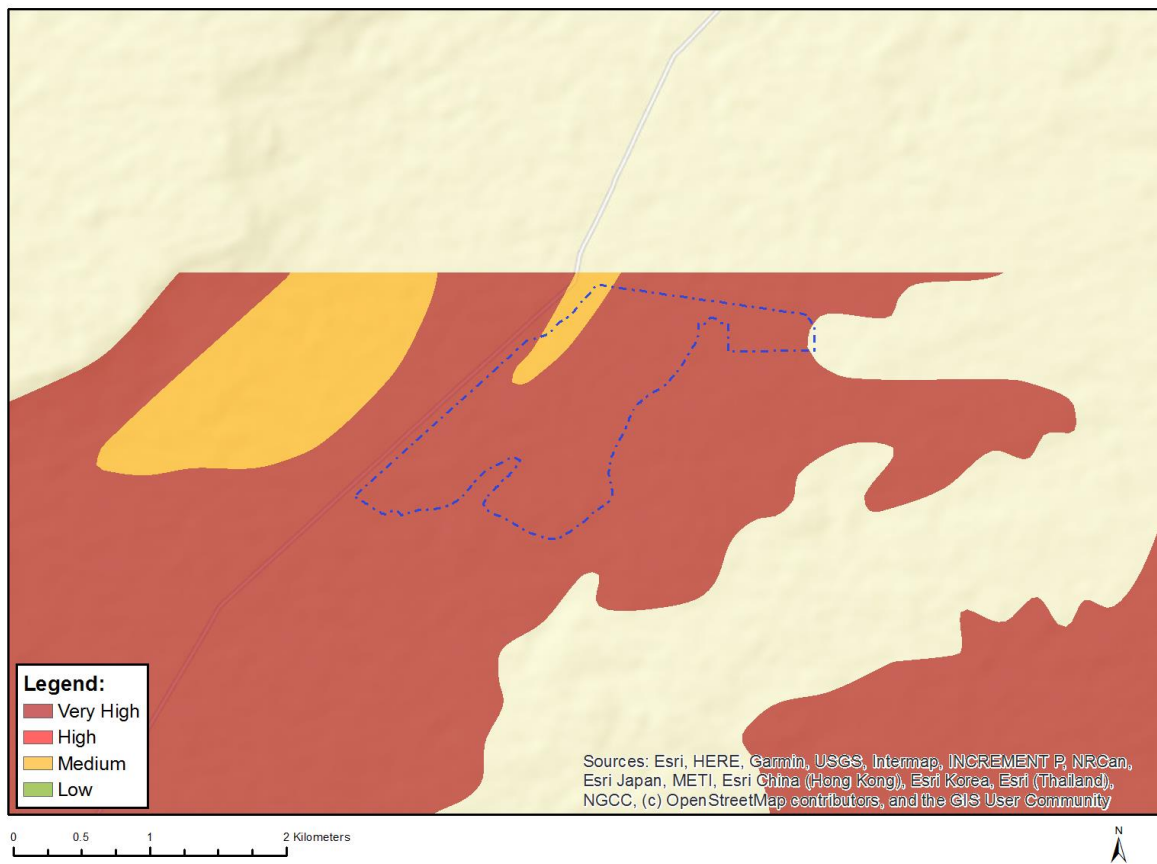 Legend:
Very High
High
Medium
Low
Sources: Esri, HERE, Garmin, USGS, Intermap, INCREMENT P, NRCan,
Esri Japan, METI, Esri China (Hong Kong), Esri Korea, Esri (Thailand),
NGCC, (c) OpenStreetMap contributors, and the GIS User Community
0 0.5 1 2 Kilometers
N